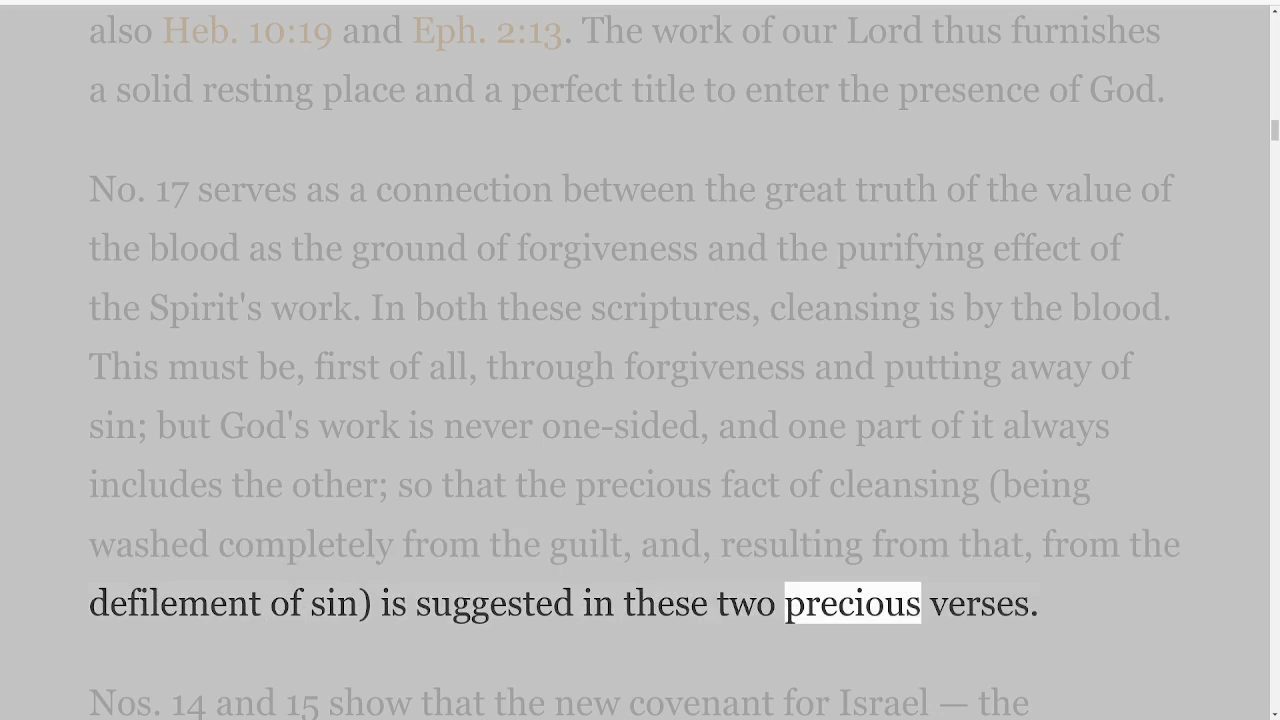 also Heb. 10:19 and Eph. 2:13. The work of our Lord thus furnishes
a solid resting place and a perfect title to enter the presence of God.
No. 17 serves as a connection between the great truth of the value of
the blood as the ground of forgiveness and the purifying effect of
the Spirit's work. In both these scriptures, cleansing is by the blood.
This must be, first of all, through forgiveness and putting away of
sin; but God's work is never one-sided, and one part of it always
includes the other; so that the precious fact of cleansing (being
washed completely from the guilt, and, resulting from that, from the
defilement of sin) is suggested in these two precious verses.
Nos. 14 and 15 show that the new covenant for Israel — the